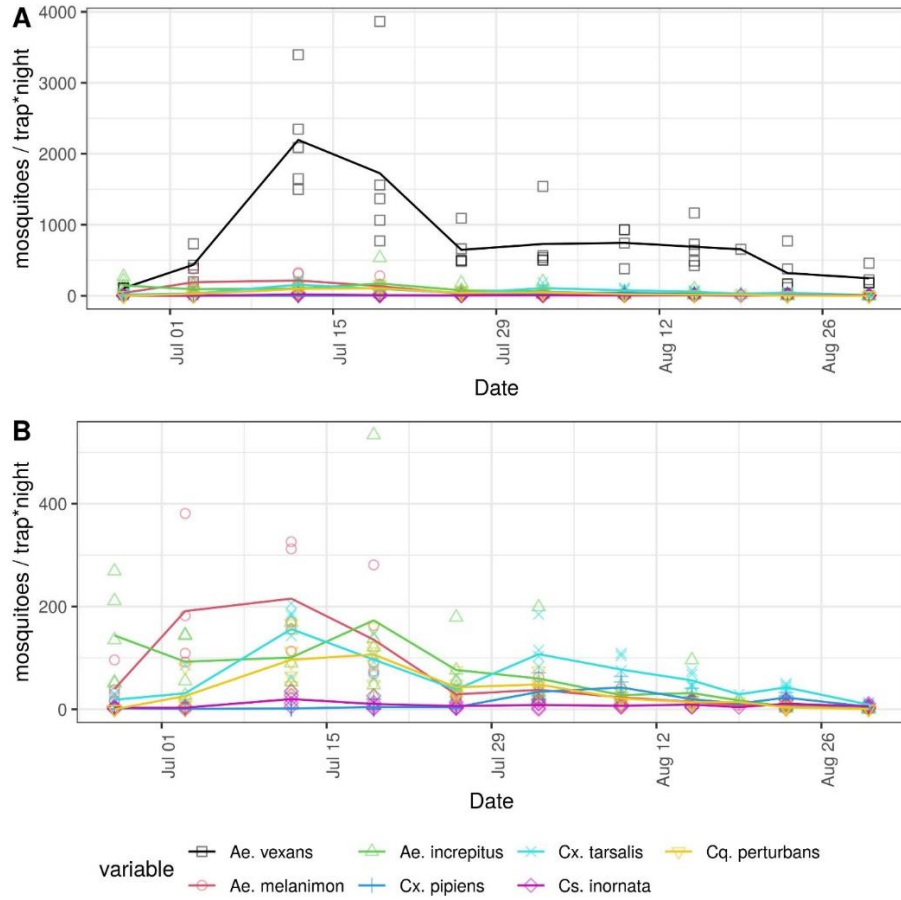 A
4000
3000
2000
1000
0
mosquitoes / trap*night
Jul 01
Jul 15
Jul 29
Aug 12
Aug 26
Date
B
400
200
0
mosquitoes / trap*night
Jul 01
Jul 15
Jul 29
Aug 12
Aug 26
Date
variable
Ae. vexans Ae. increpitus Cx. tarsalis Cq. perturbans
Ae. melanimon Cx. pipiens Cs. inornata